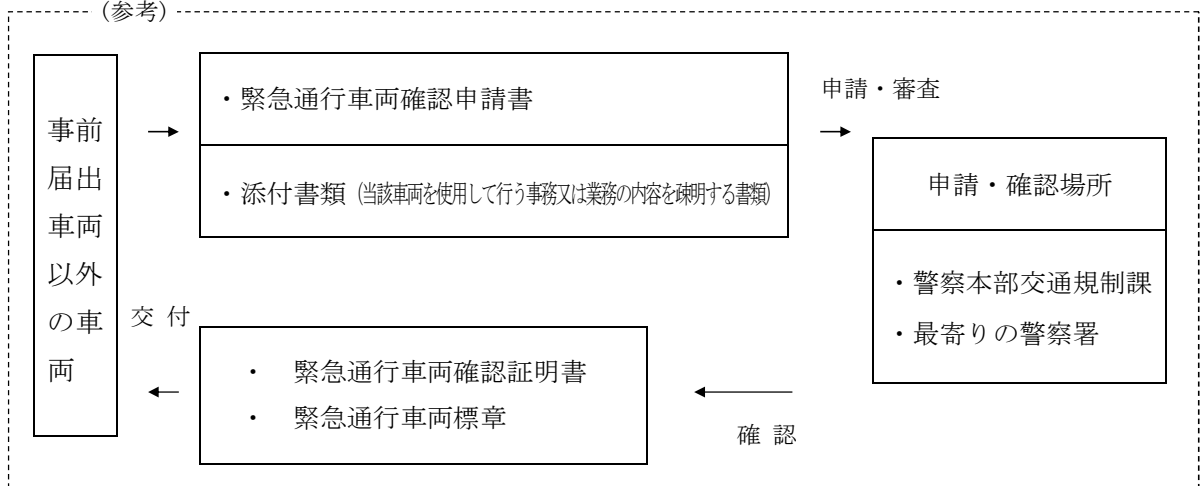 (参考)
事前
届出
車両
以外
の車
両
・緊急通行車両確認申請書
・添付書類 (当該車両を使用して行う事務又は業務の内容を疎明する書類)
申請・審査
申請・確認場所
・警察本部交通規制課
・最寄りの警察署
確 認
・ 緊急通行車両確認証明書
・ 緊急通行車両標章
交 付